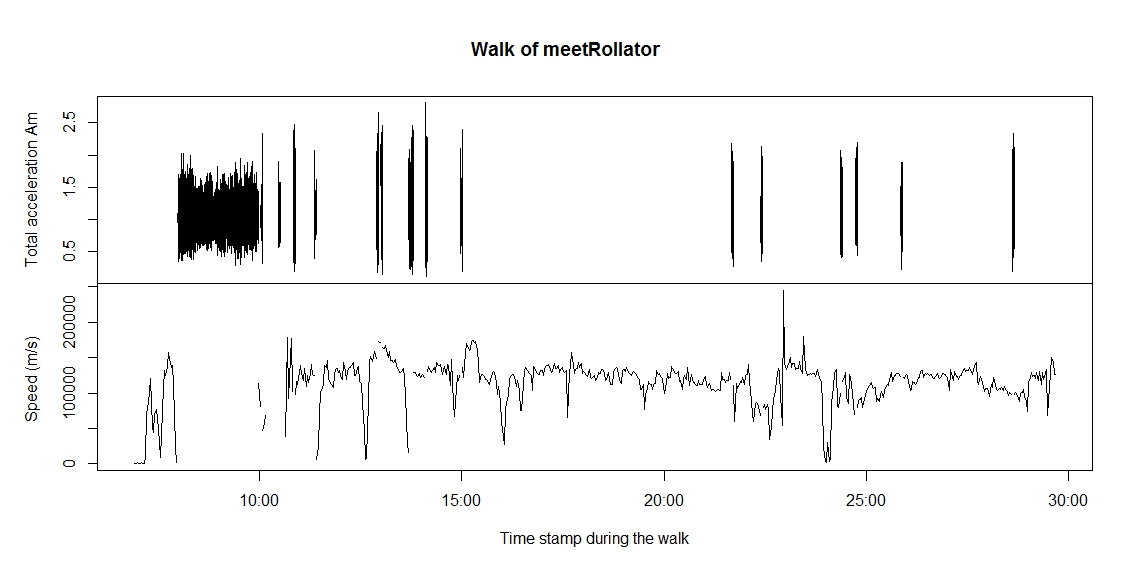 Walk of meetRollator
Total acceleration Am
2.5
1.5
0.5
Speed (m/s)
200000
100000
0
10:00 15:00 20:00 25:00 30:00
Time stamp during the walk